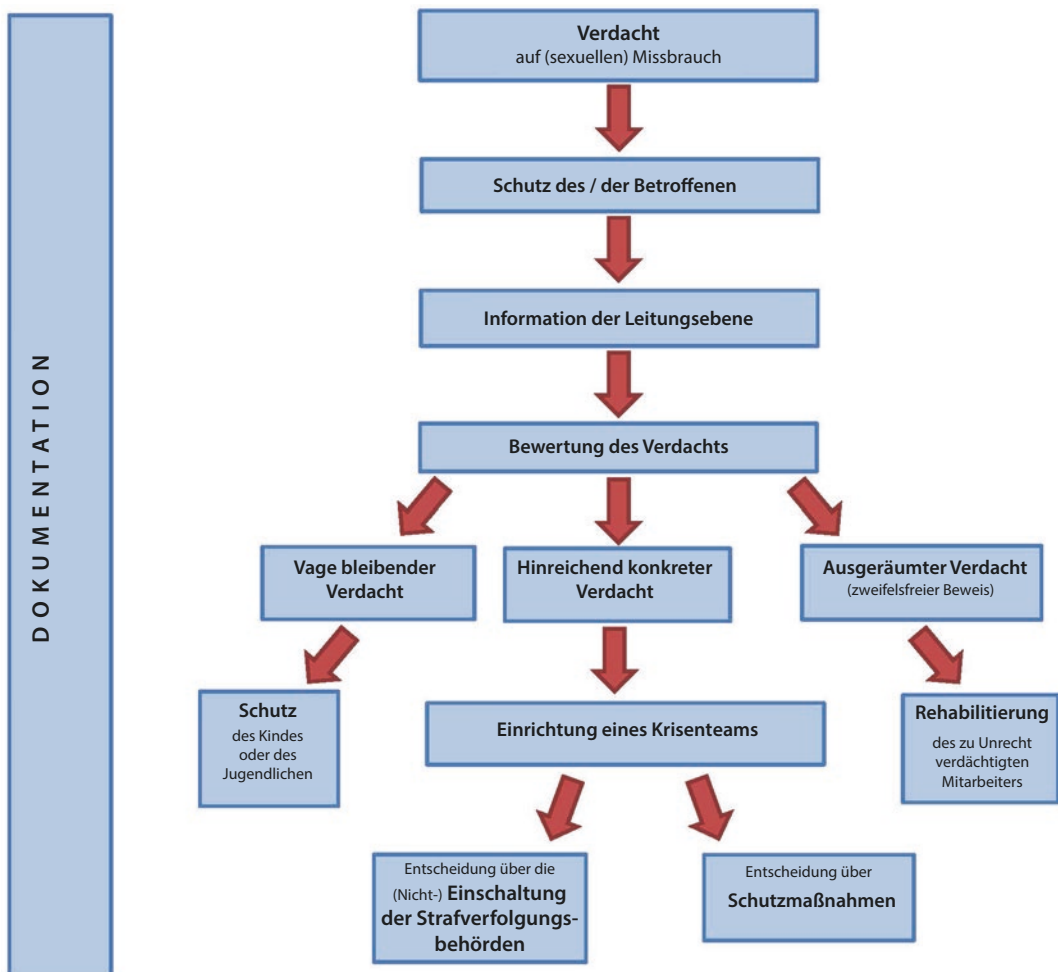 DOKUMENTATION
Verdacht
auf (sexuellen) Missbrauch
Schutz des / der Betroffenen
Information der Leitungsebene
Bewertung des Verdachts
Vage bleibender
Verdacht
Hinreichend konkreter
Verdacht
Ausgeräumter Verdacht
(zweifelsfreier Beweis)
Schutz
des Kindes
oder des
Jugendlichen
Einrichtung eines Krisenteams
Rehabilitierung
des zu Unrecht
verdächtigten
Mitarbeiters
Entscheidung über die
(Nicht-) Einschaltung
der Strafverfolgungs-
behörden
Entscheidung über
Schutzmaßnahmen